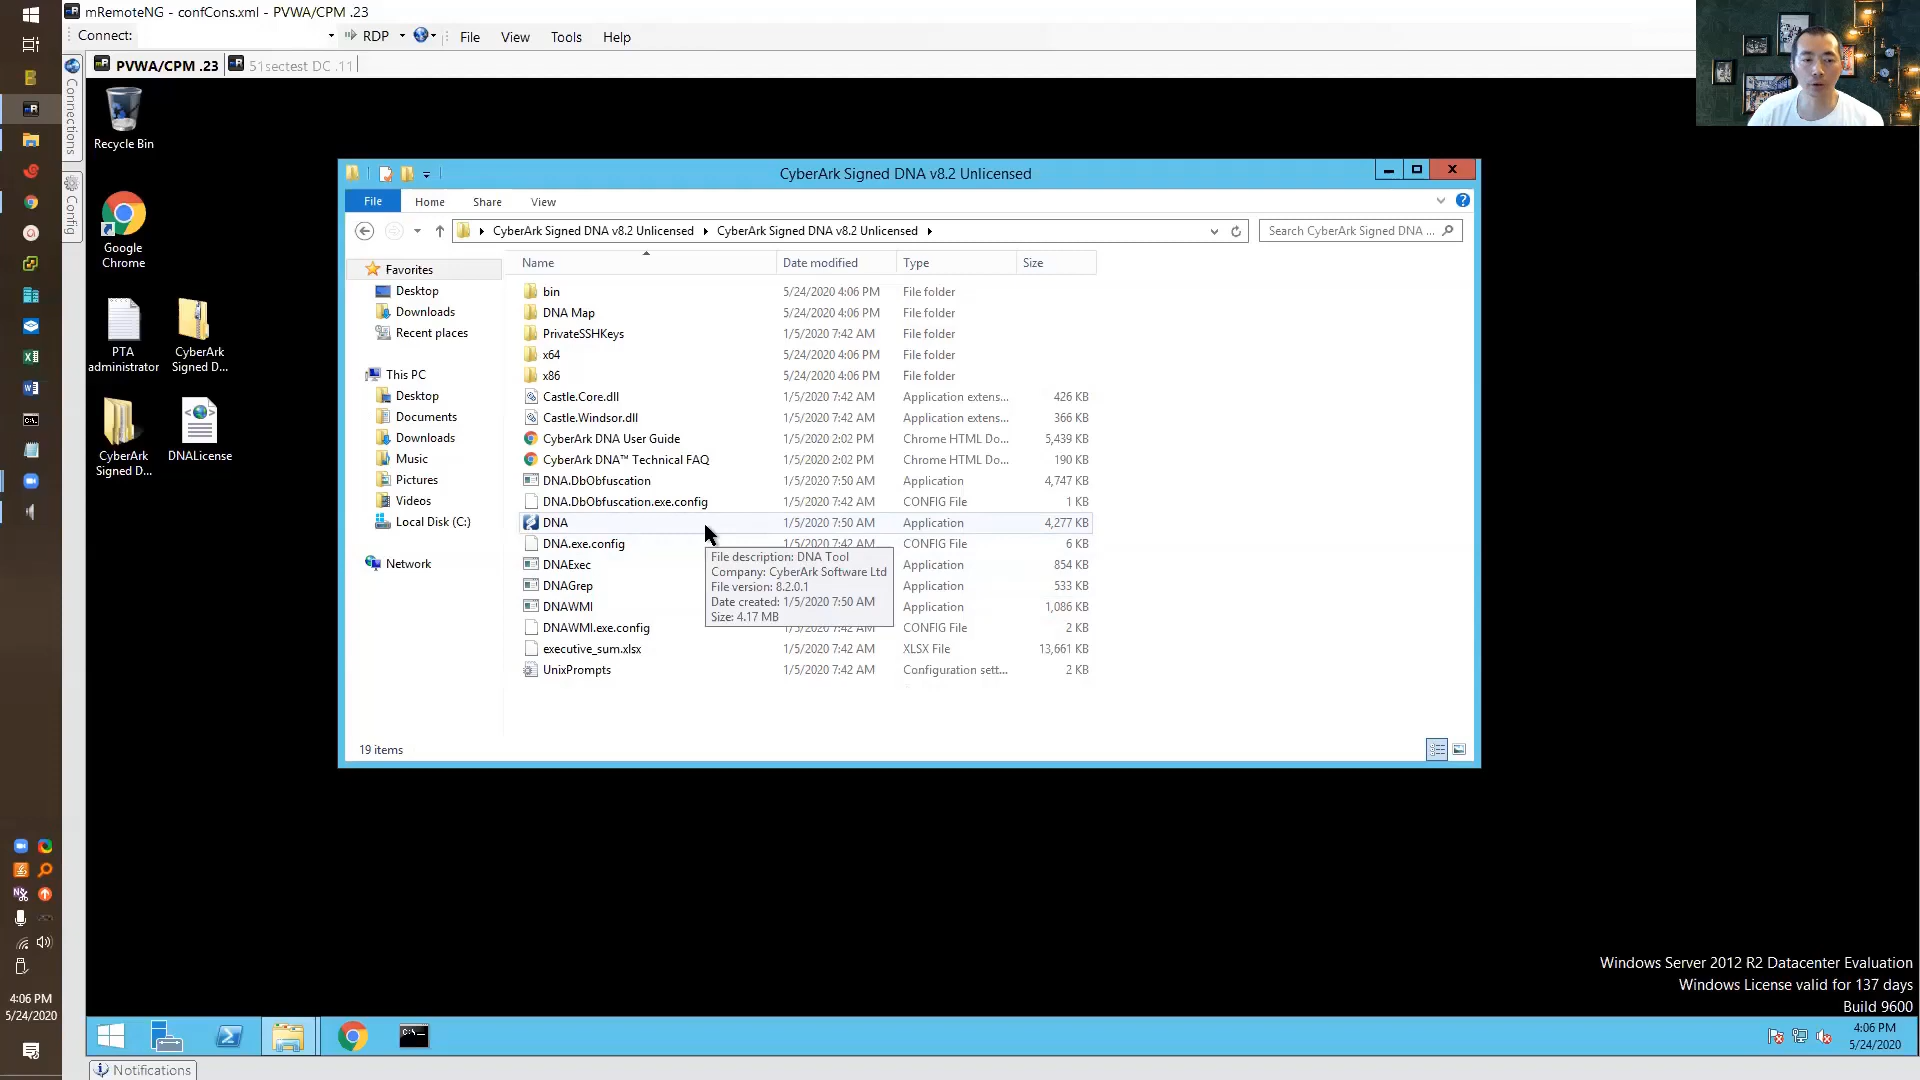 mRemoteNG - confCons.xml - PVWA/CPM .23
Connect:
RDP
File
View
Tools
Help
PVWA/CPM .23
51sectest DC .11
Connections
Config
Recycle Bin
Google
Chrome
PTA
administrator
CyberArk
Signed D...
CyberArk
Signed D...
DNALicense
CyberArk Signed DNA v8.2 Unlicensed
File
Home
Share
View
CyberArk Signed DNA v8.2 Unlicensed
CyberArk Signed DNA v8.2 Unlicensed
Search CyberArk Signed DNA ...
Favorites
Desktop
Downloads
Recent places
This PC
Desktop
Documents
Downloads
Music
Pictures
Videos
Local Disk (C:)
Network
Name Date modified Type Size
bin 5/24/2020 4:06 PM File folder
DNA Map 5/24/2020 4:06 PM File folder
PrivateSSHKeys 1/5/2020 7:42 AM File folder
x64 5/24/2020 4:06 PM File folder
x86 5/24/2020 4:06 PM File folder
Castle.Core.dll 1/5/2020 7:42 AM Application extens... 426 KB
Castle.Windsor.dll 1/5/2020 7:42 AM Application extens... 366 KB
CyberArk DNA User Guide 1/5/2020 2:02 PM Chrome HTML Do... 5,439 KB
CyberArk DNA™ Technical FAQ 1/5/2020 2:02 PM Chrome HTML Do... 190 KB
DNA.DbObfuscation 1/5/2020 7:50 AM Application 4,747 KB
DNA.DbObfuscation.exe.config 1/5/2020 7:42 AM CONFIG File 1 KB
DNA 1/5/2020 7:50 AM Application 4,277 KB
DNA.exe.config 1/5/2020 7:42 AM CONFIG File 6 KB
DNAExec Application 854 KB
DNAGrep Application 533 KB
DNAWMI Application 1,086 KB
DNAWMI.exe.config 1/5/2020 7:42 AM CONFIG File 2 KB
executive_sum.xlsx 1/5/2020 7:42 AM XLSX File 13,661 KB
UnixPrompts 1/5/2020 7:42 AM Configuration sett... 2 KB
File description: DNA Tool
Company: CyberArk Software Ltd
File version: 8.2.0.1
Date created: 1/5/2020 7:50 AM
Size: 4.17 MB
19 items
Windows Server 2012 R2 Datacenter Evaluation
Windows License valid for 137 days
Build 9600
4:06 PM
5/24/2020
4:06 PM
5/24/2020
Notifications